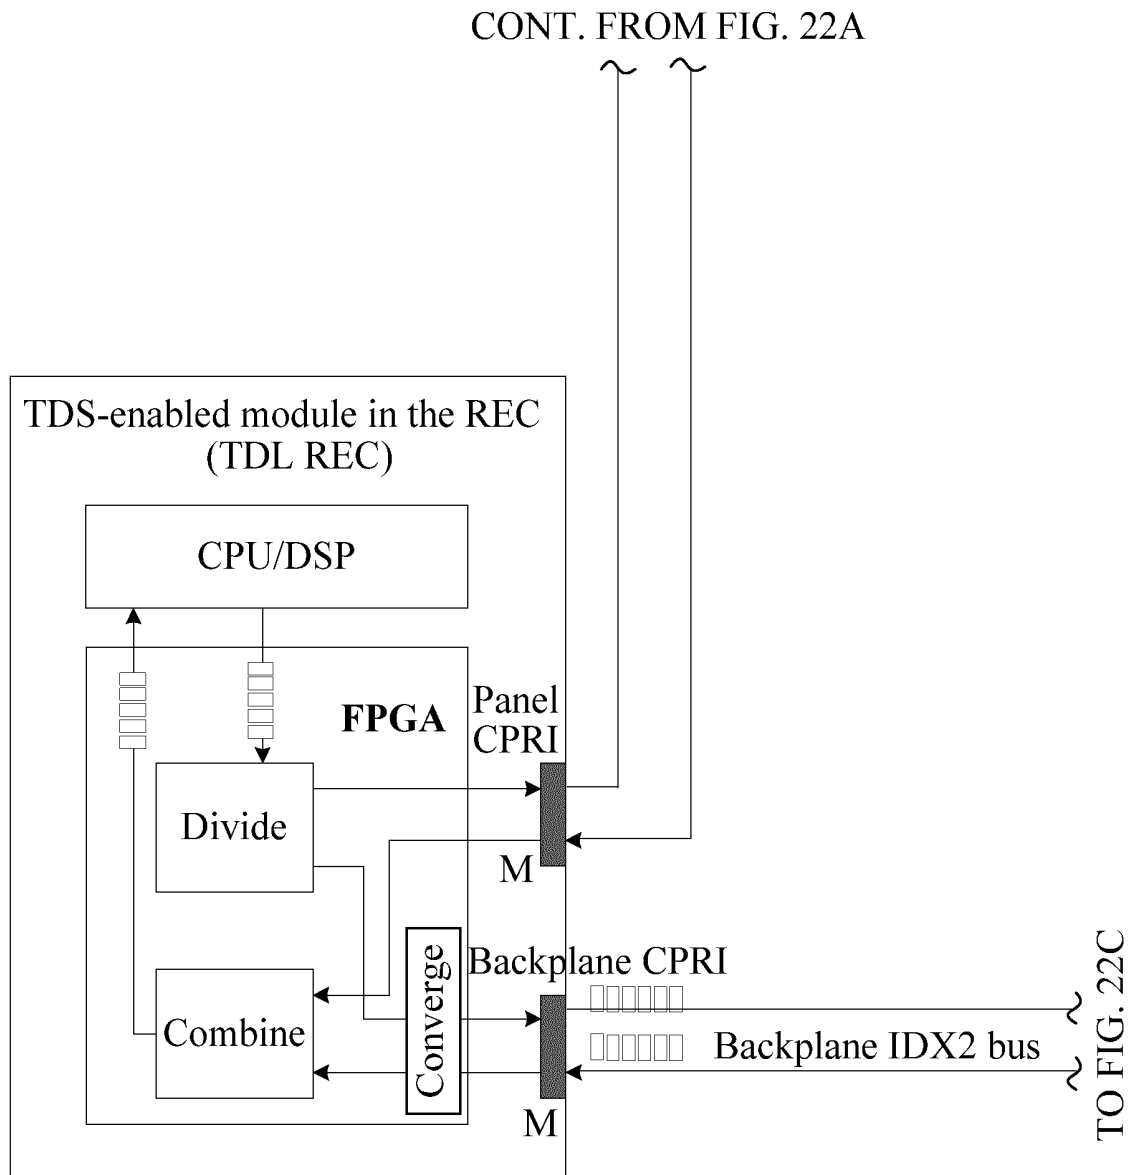 CONT. FROM FIG. 22A
TDS-enabled module in the REC
(TDL REC)
CPU/DSP
FPGA
Panel
CPRI
Divide
M
Converge
Backplane CPRI
Combine
Backplane IDX2 bus
M
TO FIG. 22C